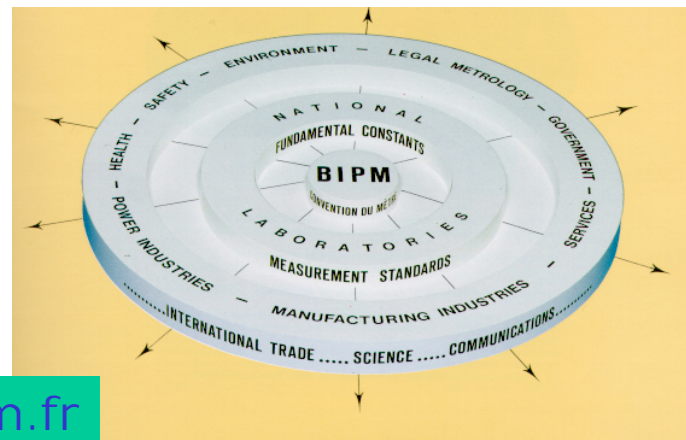 HEALTH – SAFETY – ENVIRONMENT – LEGAL METROLOGY – GOVERNMENT – SERVICES – MANUFACTURING INDUSTRIES – POWER INDUSTRIES –
NATIONAL
FUNDAMENTAL CONSTANTS
BIPM
CONVENTION DU MÈTRE
LABORATORIES
MEASUREMENT STANDARDS
..........INTERNATIONAL TRADE ..... SCIENCE ..... COMMUNICATIONS..........
m.fr